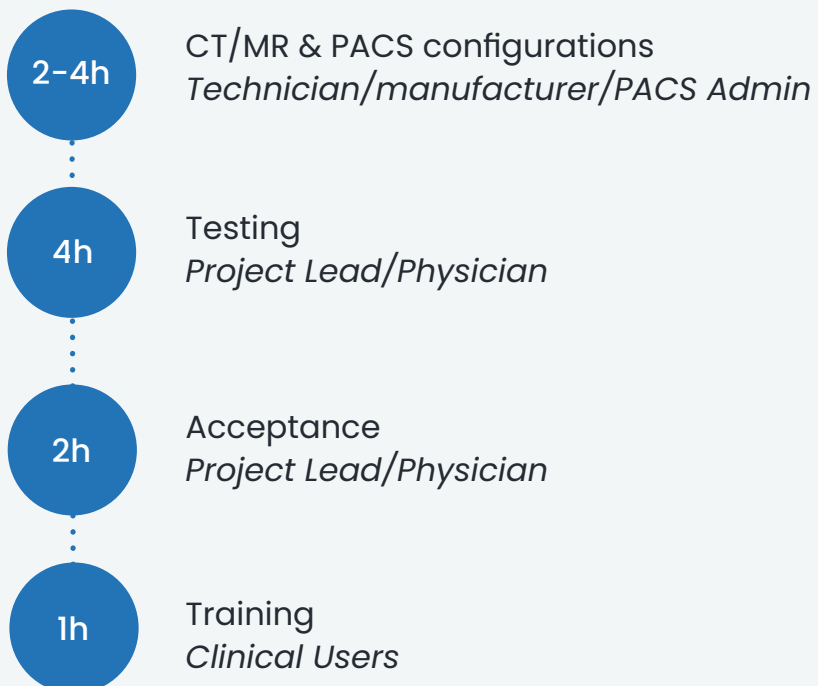 2-4h
CT/MR & PACS configurations
Technician/manufacturer/PACS Admin
4h
Testing
Project Lead/Physician
2h
Acceptance
Project Lead/Physician
1h
Training
Clinical Users